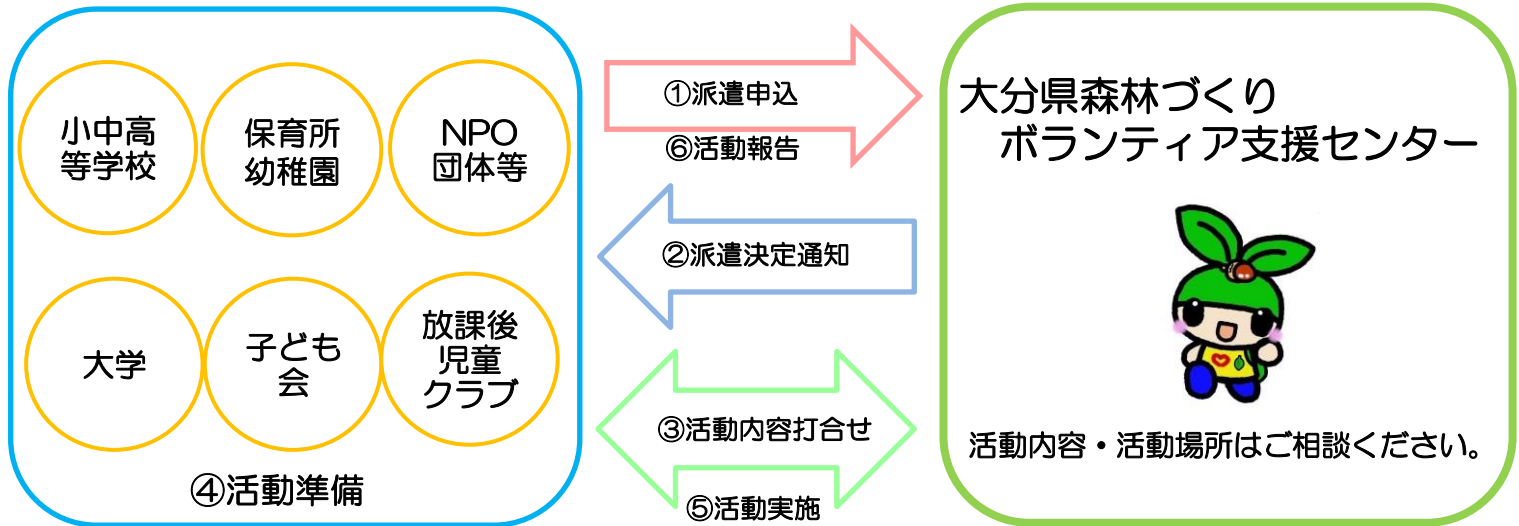 小中高
等学校
保育所
幼稚園
NPO
団体等
大学
子ども
会
放課後
児童
クラブ
④活動準備
①派遣申込
⑥活動報告
②派遣決定通知
③活動内容打合せ
⑤活動実施
大分県森林づくり
ボランティア支援センター
活動内容・活動場所はご相談ください。